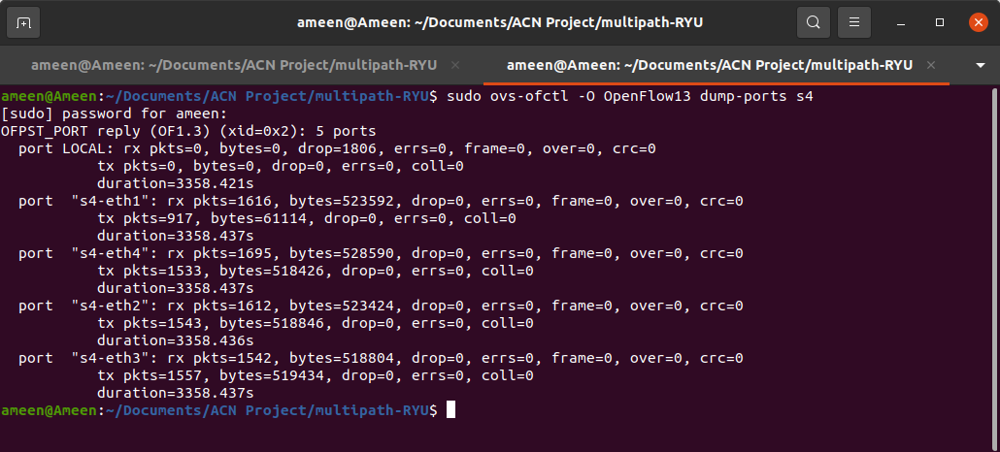 ameen@Ameen: ~/Documents/ACN Project/multipath-RYU
ameen@Ameen: ~/Documents/ACN Project/multipath-RYU × ameen@Ameen: ~/Documents/ACN Project/multipath-RYU ×
ameen@Ameen:~/Documents/ACN Project/multipath-RYU$ sudo ovs-ofctl -O OpenFlow13 dump-ports s4
[sudo] password for ameen:
OFPST_PORT reply (OF1.3) (xid=0x2): 5 ports
  port LOCAL: rx pkts=0, bytes=0, drop=1806, errs=0, frame=0, over=0, crc=0
           tx pkts=0, bytes=0, drop=0, errs=0, coll=0
           duration=3358.421s
  port  "s4-eth1": rx pkts=1616, bytes=523592, drop=0, errs=0, frame=0, over=0, crc=0
           tx pkts=917, bytes=61114, drop=0, errs=0, coll=0
           duration=3358.437s
  port  "s4-eth4": rx pkts=1695, bytes=528590, drop=0, errs=0, frame=0, over=0, crc=0
           tx pkts=1533, bytes=518426, drop=0, errs=0, coll=0
           duration=3358.437s
  port  "s4-eth2": rx pkts=1612, bytes=523424, drop=0, errs=0, frame=0, over=0, crc=0
           tx pkts=1543, bytes=518846, drop=0, errs=0, coll=0
           duration=3358.436s
  port  "s4-eth3": rx pkts=1542, bytes=518804, drop=0, errs=0, frame=0, over=0, crc=0
           tx pkts=1557, bytes=519434, drop=0, errs=0, coll=0
           duration=3358.437s
ameen@Ameen:~/Documents/ACN Project/multipath-RYU$